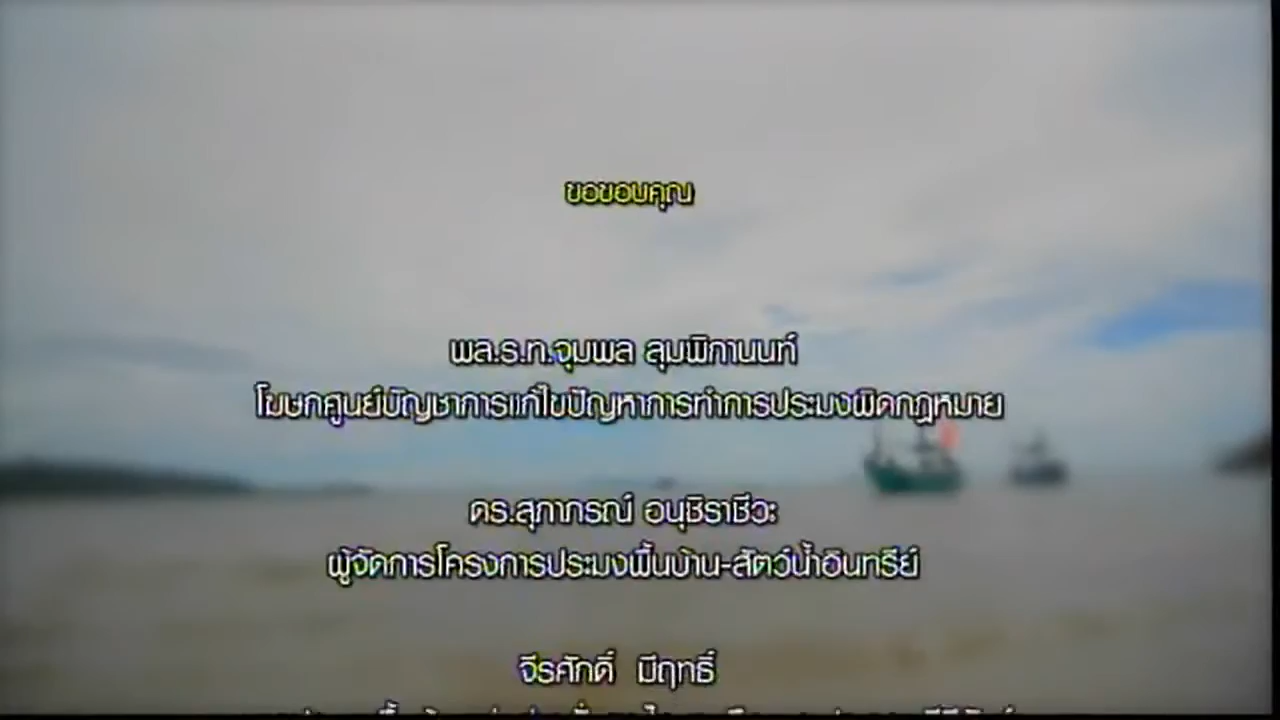 ขอขอบคุณ
พล.ร.ท.จุมพล ลุมพิกานนท์
โฆษกศูนย์บัญชาการแก้ไขปัญหาการทำการประมงผิดกฎหมาย
ดร.สุภาภรณ์ อนุชิราชีวะ
ผู้จัดการโครงการประมงพื้นบ้าน-สัตว์น้ำอินทรีย์
จีรศักดิ์ มีฤทธิ์